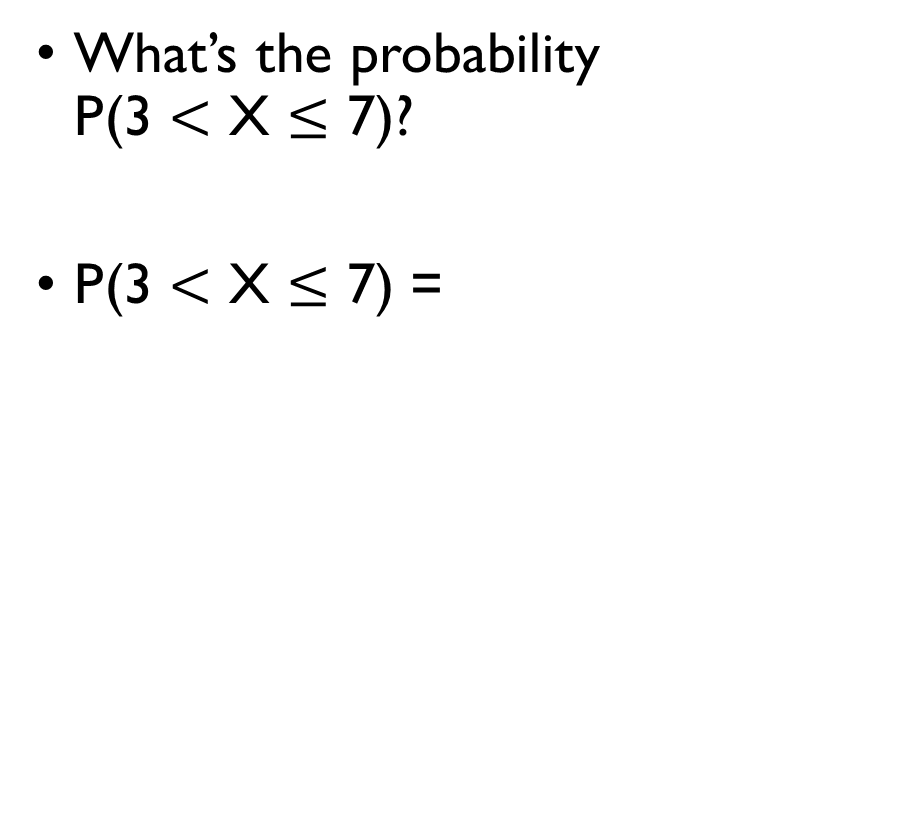 • What’s the probability
P(3 < X ≤ 7)?
• P(3 < X ≤ 7) =